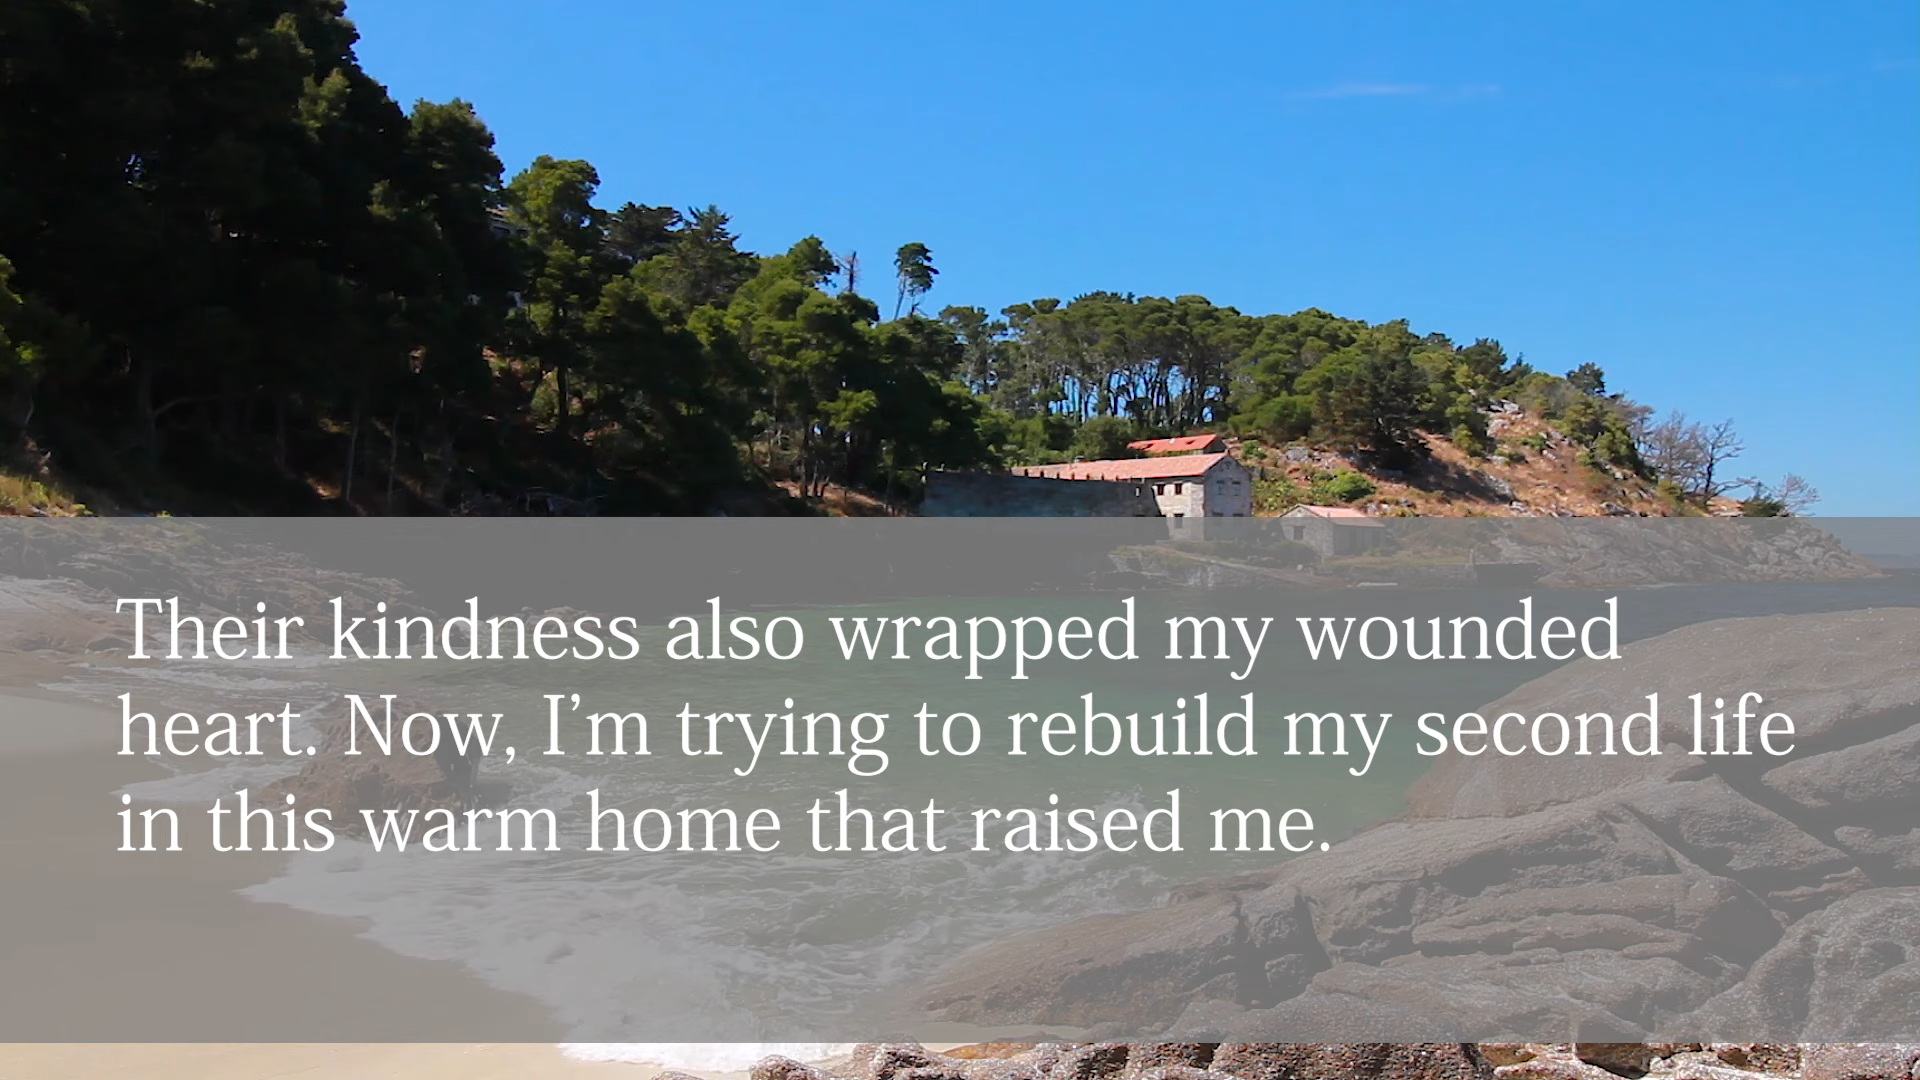 Their kindness also wrapped my wounded
heart. Now, I’m trying to rebuild my second life
in this warm home that raised me.